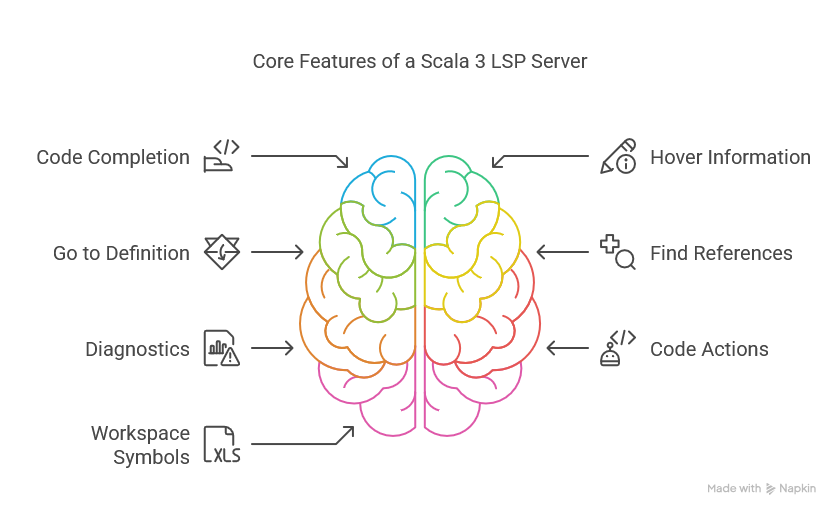 Core Features of a Scala 3 LSP Server
Code Completion
</>
Hover Information
Go to Definition
Find References
Diagnostics
</>
Code Actions
Workspace
Symbols
XLS
Made with Napkin